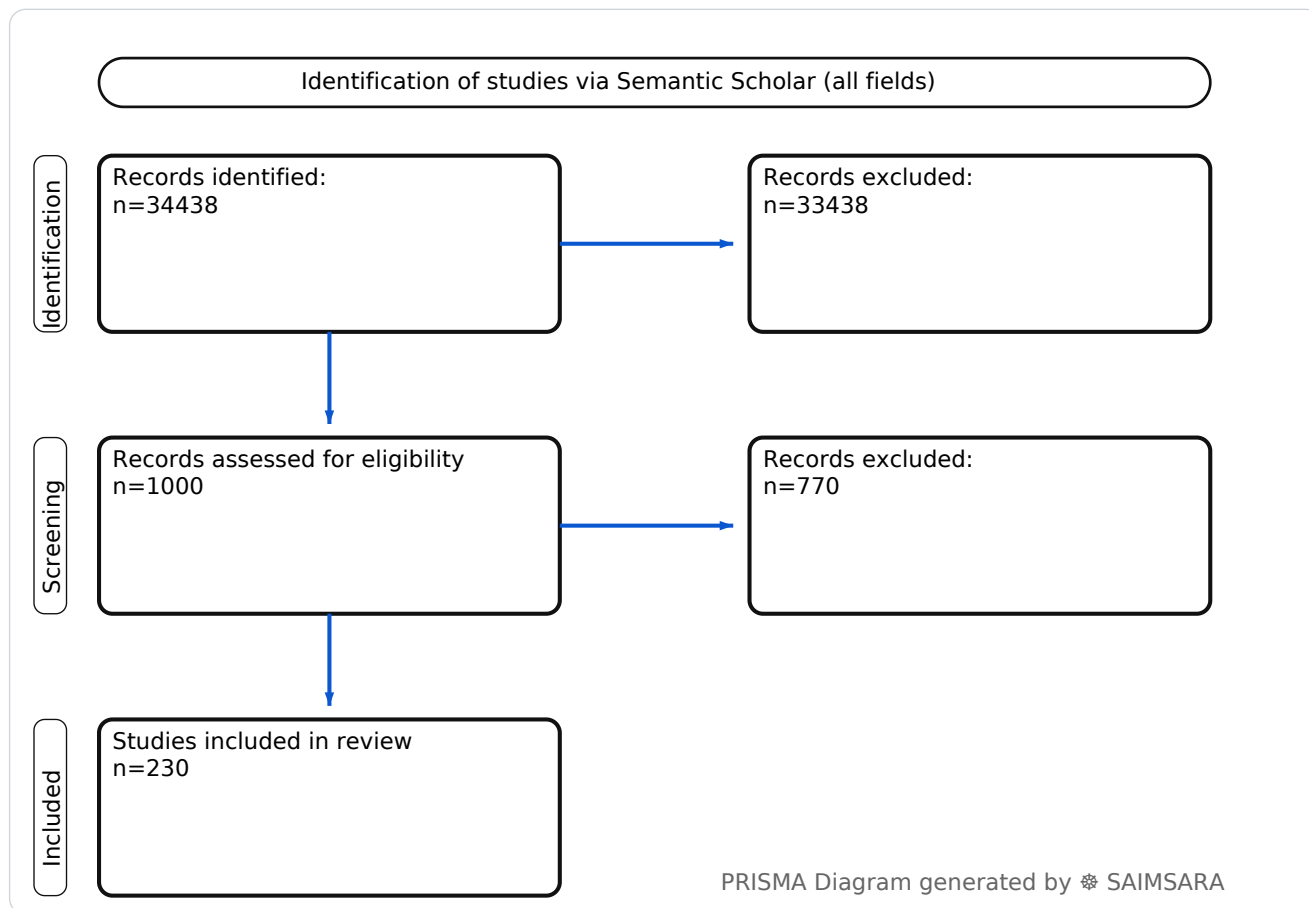 Identification of studies via Semantic Scholar (all fields)
Identification
Records identified:
n=34438
Records excluded:
n=33438
Screening
Records assessed for eligibility
n=1000
Records excluded:
n=770
Included
Studies included in review
n=230
PRISMA Diagram generated by ☸ SAIMSARA